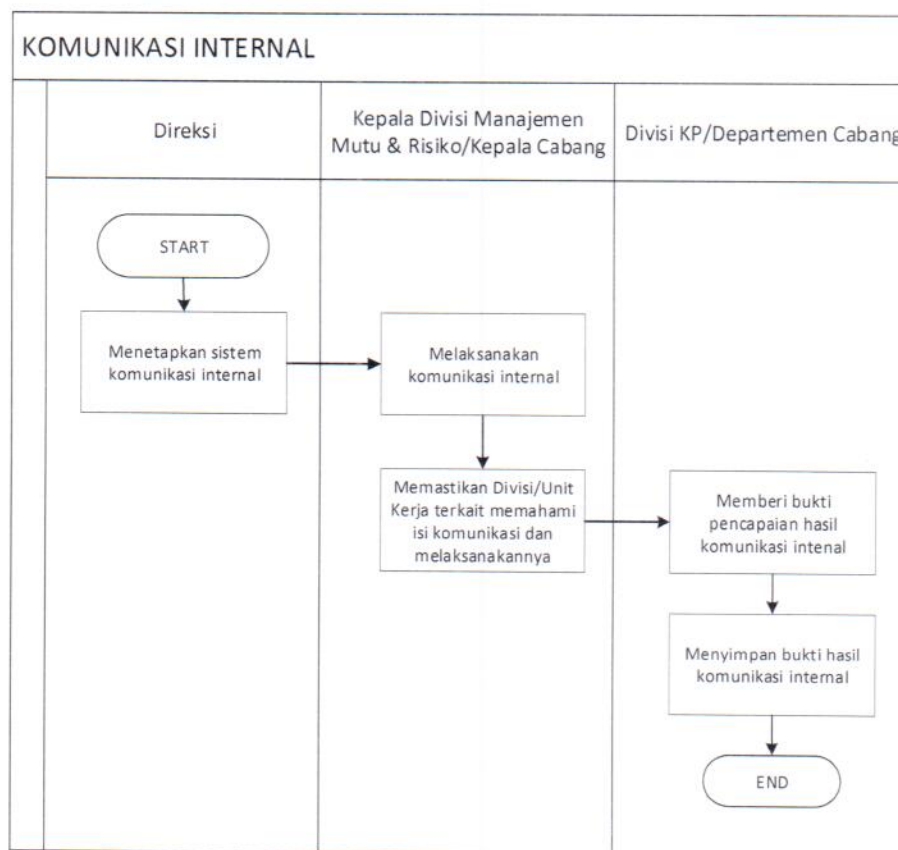 KOMUNIKASI INTERNAL
Direksi
Kepala Divisi Manajemen
Mutu & Risiko/Kepala Cabang
Divisi KP/Departemen Cabang
START
Menetapkan sistem
komunikasi internal
Melaksanakan
komunikasi internal
Memastikan Divisi/Unit
Kerja terkait memahami
isi komunikasi dan
melaksanakannya
Memberi bukti
pencapaian hasil
komunikasi intenal
Menyimpan bukti hasil
komunikasi internal
END